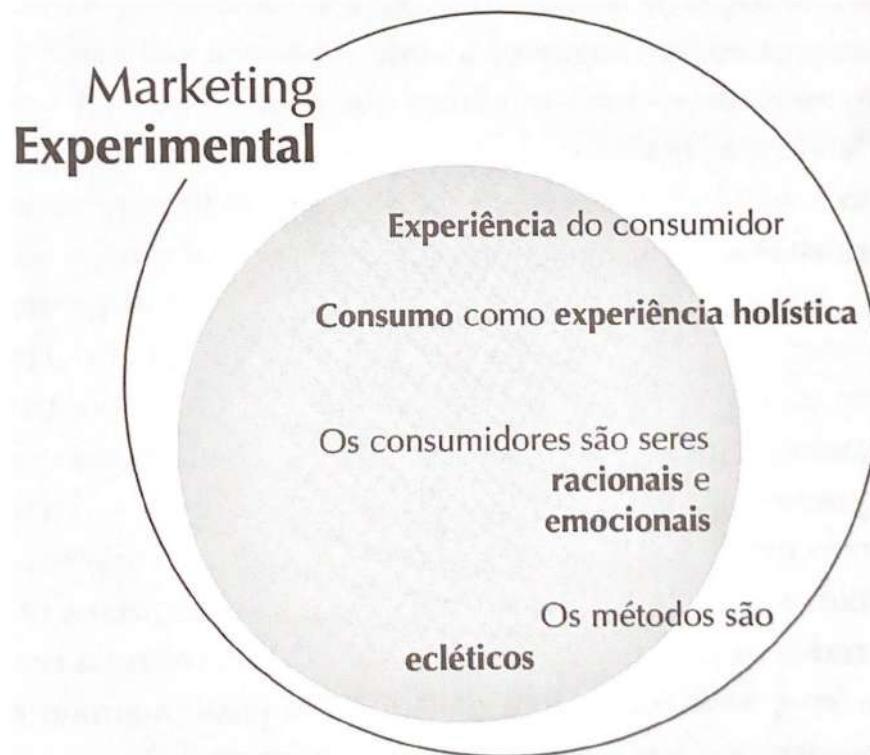 Marketing
Experimental
Experiência do consumidor
Consumo como experiência holística
Os consumidores são seres
racionais e
emocionais
Os métodos são
ecléticos